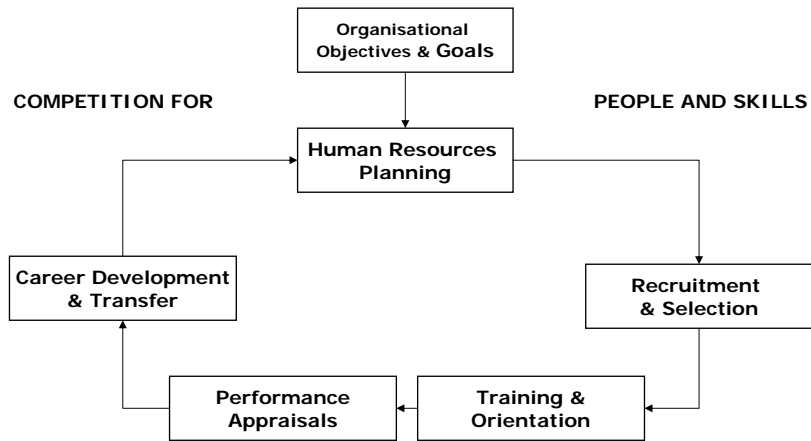 Organisational
Objectives & Goals
COMPETITION FOR
PEOPLE AND SKILLS
Human Resources
Planning
Career Development
& Transfer
Recruitment
& Selection
Performance
Appraisals
Training &
Orientation